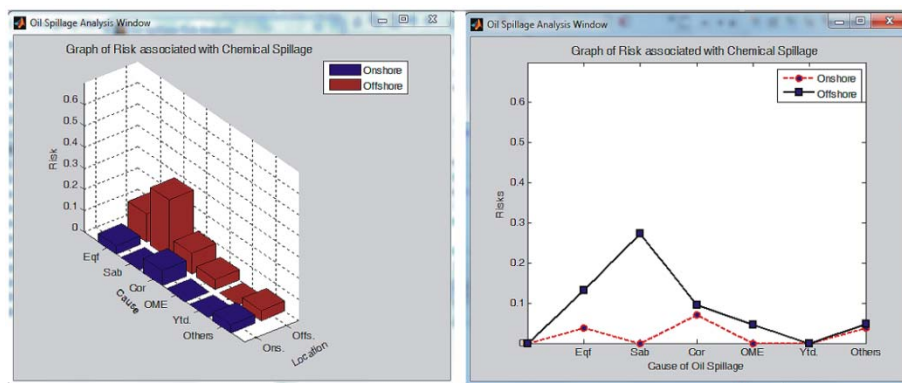 Oil Spillage Analysis Window
Graph of Risk associated with Chemical Spillage
Onshore
Offshore
0.6
0.5
0.4
0.3
0.2
0.1
0
Risk
Eqf
Sab
Cor
OME
Ytd.
Others
Cause
Ons.
Offs.
Location
Oil Spillage Analysis Window
Graph of Risk associated with Chemical Spillage
Onshore
Offshore
0.6
0.5
0.4
0.3
0.2
0.1
0
Risks
Eqf
Sab
Cor
OME
Ytd.
Others
Cause of Oil Spillage